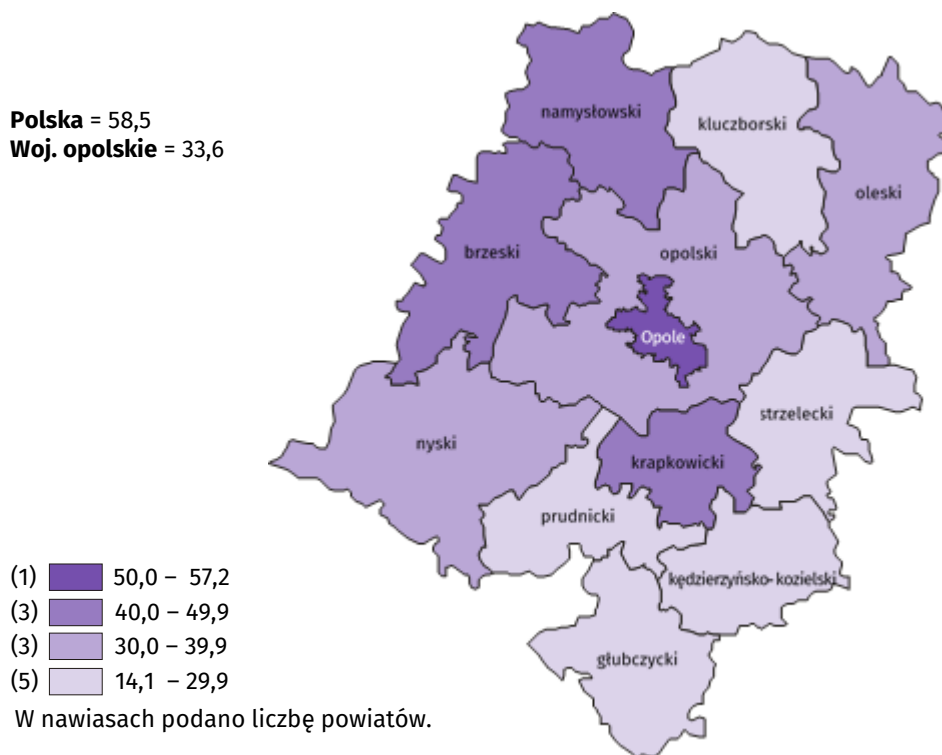 Polska = 58,5
Woj. opolskie = 33,6
namysłowski
kluczborski
oleski
brzeski
opolski
Opole
strzelecki
nyski
krapkowicki
prudnicki
kędzierzyńsko-kozielski
głubczycki
(1) 50,0 – 57,2
(3) 40,0 – 49,9
(3) 30,0 – 39,9
(5) 14,1 – 29,9
W nawiasach podano liczbę powiatów.